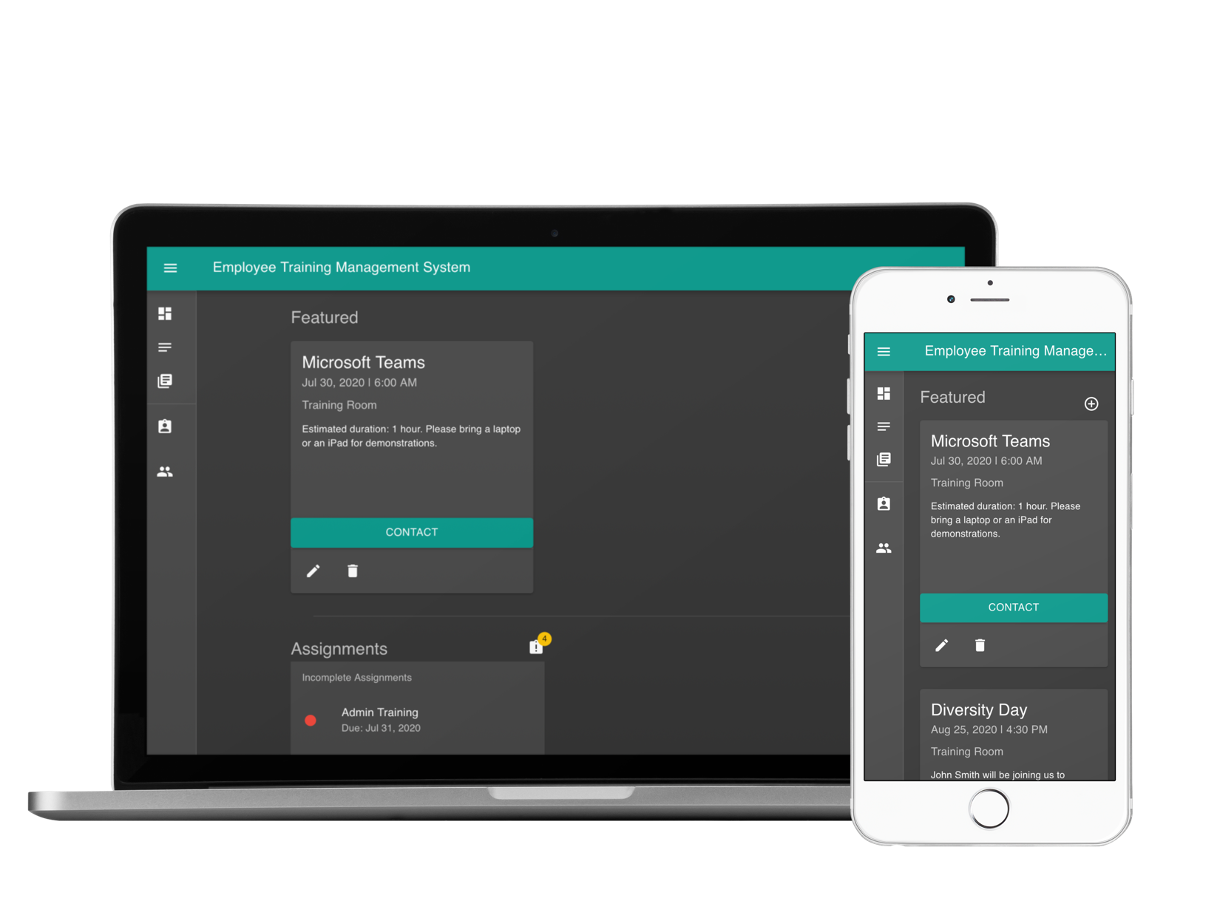 Employee Training Management System
Featured
Microsoft Teams
Jul 30, 2020 | 6:00 AM
Training Room
Estimated duration: 1 hour. Please bring a laptop
or an iPad for demonstrations.
CONTACT
Assignments
4
Incomplete Assignments
Admin Training
Due: Jul 31, 2020
Employee Training Manage...
Featured
Microsoft Teams
Jul 30, 2020 | 6:00 AM
Training Room
Estimated duration: 1 hour. Please
bring a laptop or an iPad for
demonstrations.
CONTACT
Diversity Day
Aug 25, 2020 | 4:30 PM
Training Room
John Smith will be joining us to